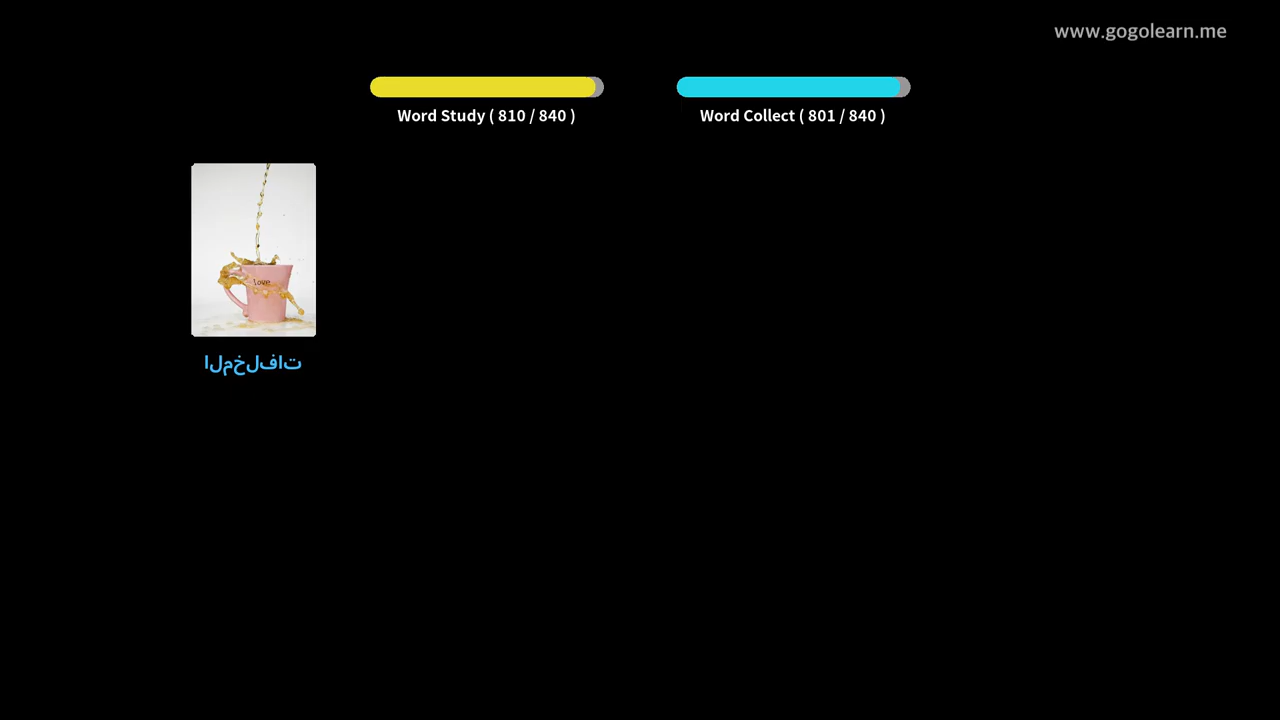 www.gogolearn.me
Word Study ( 810 / 840 )
Word Collect ( 801 / 840 )
love
المخلفات